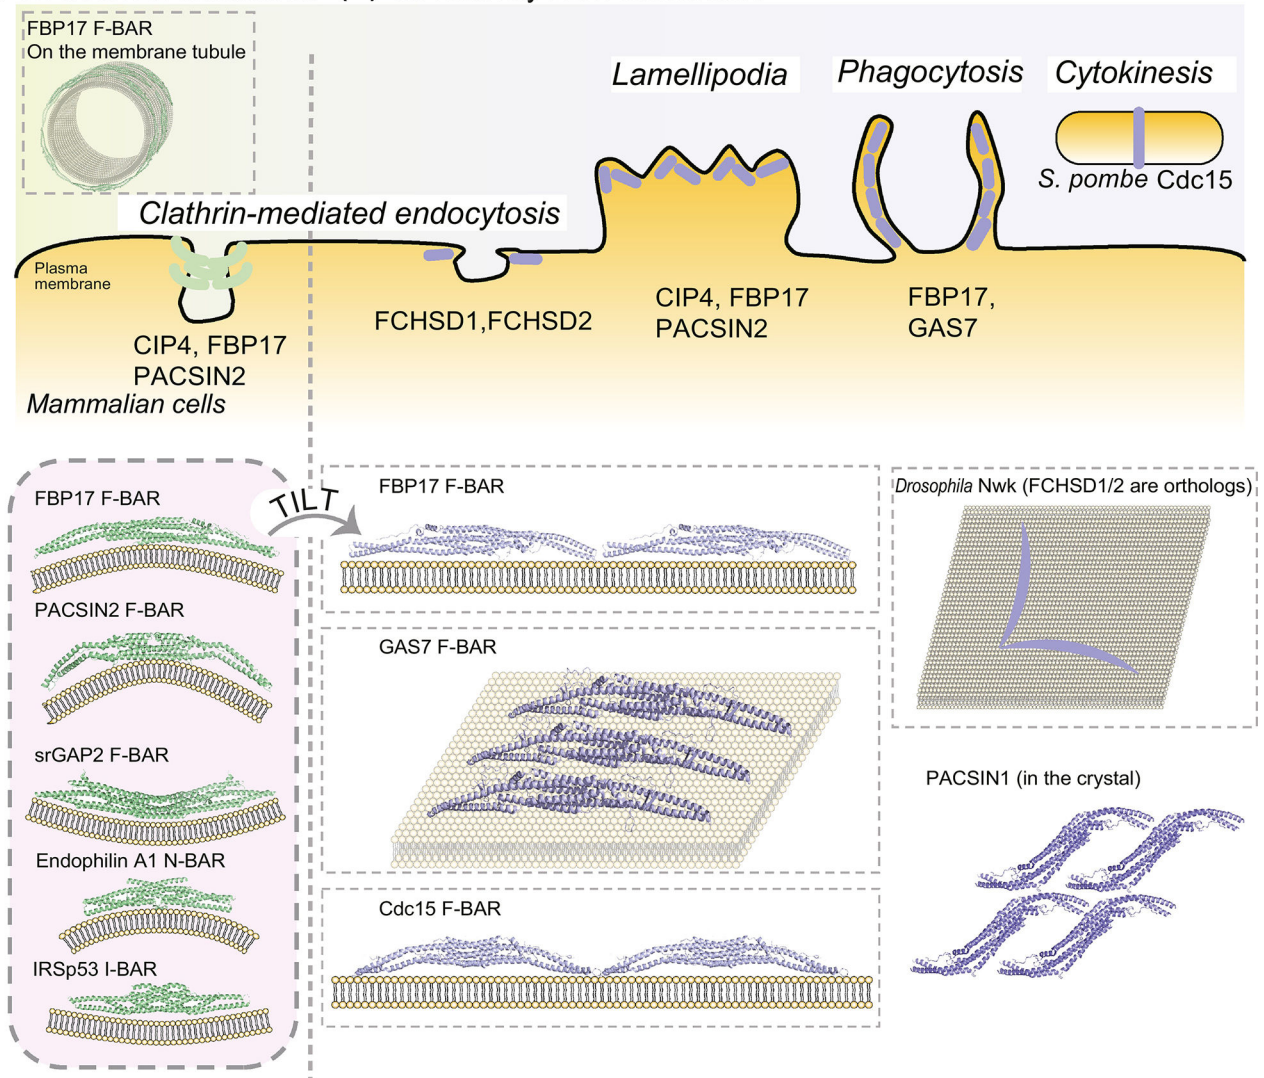 FBP17 F-BAR
On the membrane tubule
Lamellipodia
Phagocytosis
Cytokinesis
S. pombe Cdc15
Clathrin-mediated endocytosis
Plasma
membrane
CIP4, FBP17
PACSIN2
FCHSD1,FCHSD2
CIP4, FBP17
PACSIN2
FBP17,
GAS7
Mammalian cells
TILT
FBP17 F-BAR
PACSIN2 F-BAR
srGAP2 F-BAR
Endophilin A1 N-BAR
IRSp53 I-BAR
FBP17 F-BAR
GAS7 F-BAR
Cdc15 F-BAR
Drosophila Nwk (FCHSD1/2 are orthologs)
PACSIN1 (in the crystal)